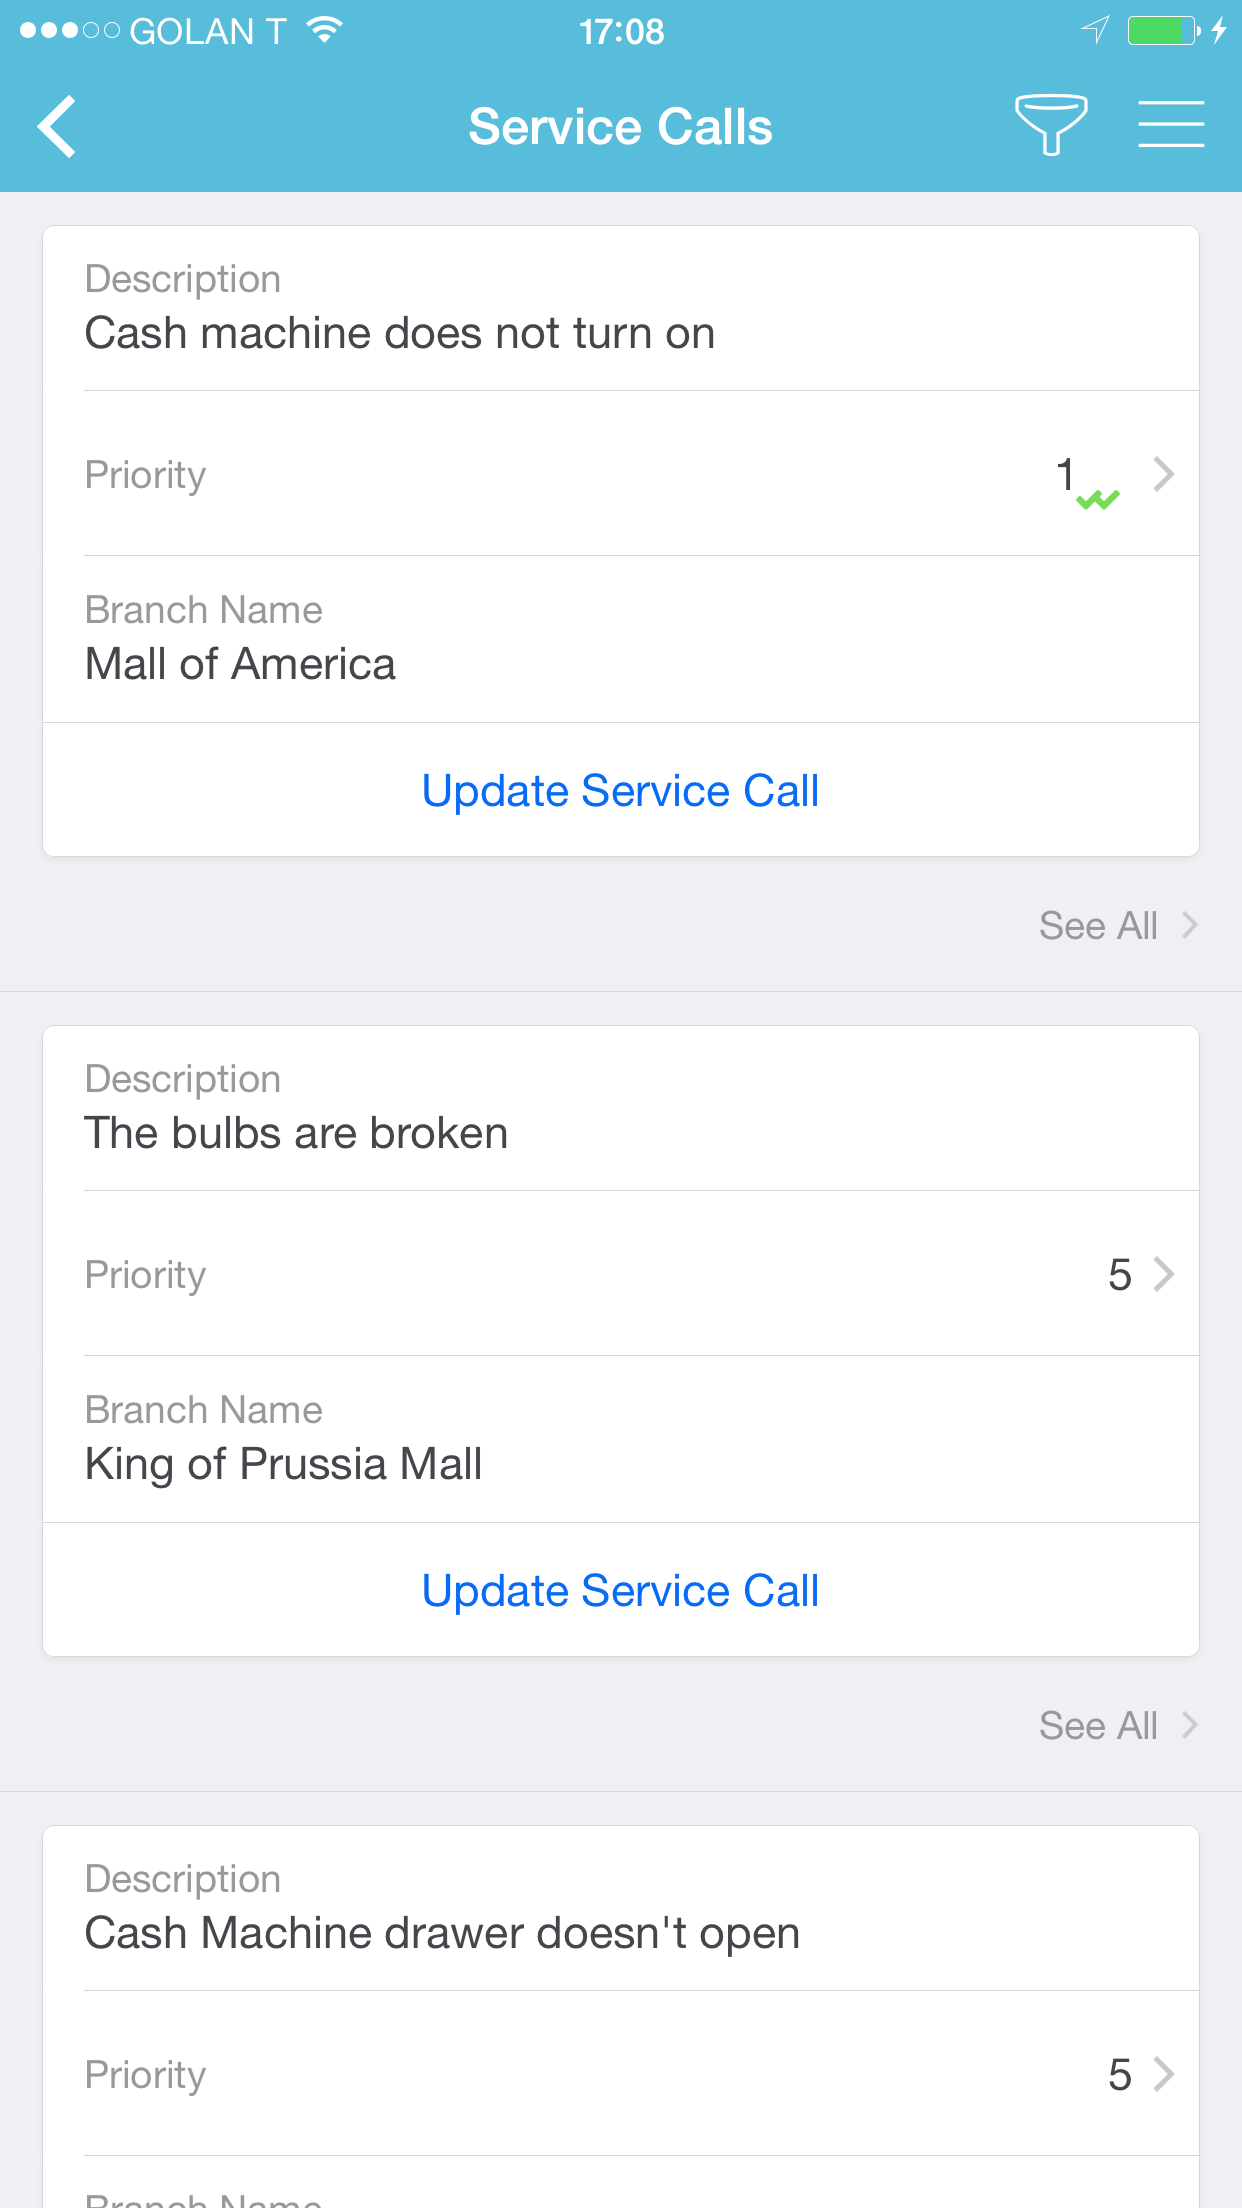 GOLAN T 17:08
Service Calls
Description
Cash machine does not turn on
Priority 1
Branch Name
Mall of America
Update Service Call
See All
Description
The bulbs are broken
Priority 5
Branch Name
King of Prussia Mall
Update Service Call
See All
Description
Cash Machine drawer doesn't open
Priority 5
Branch Name